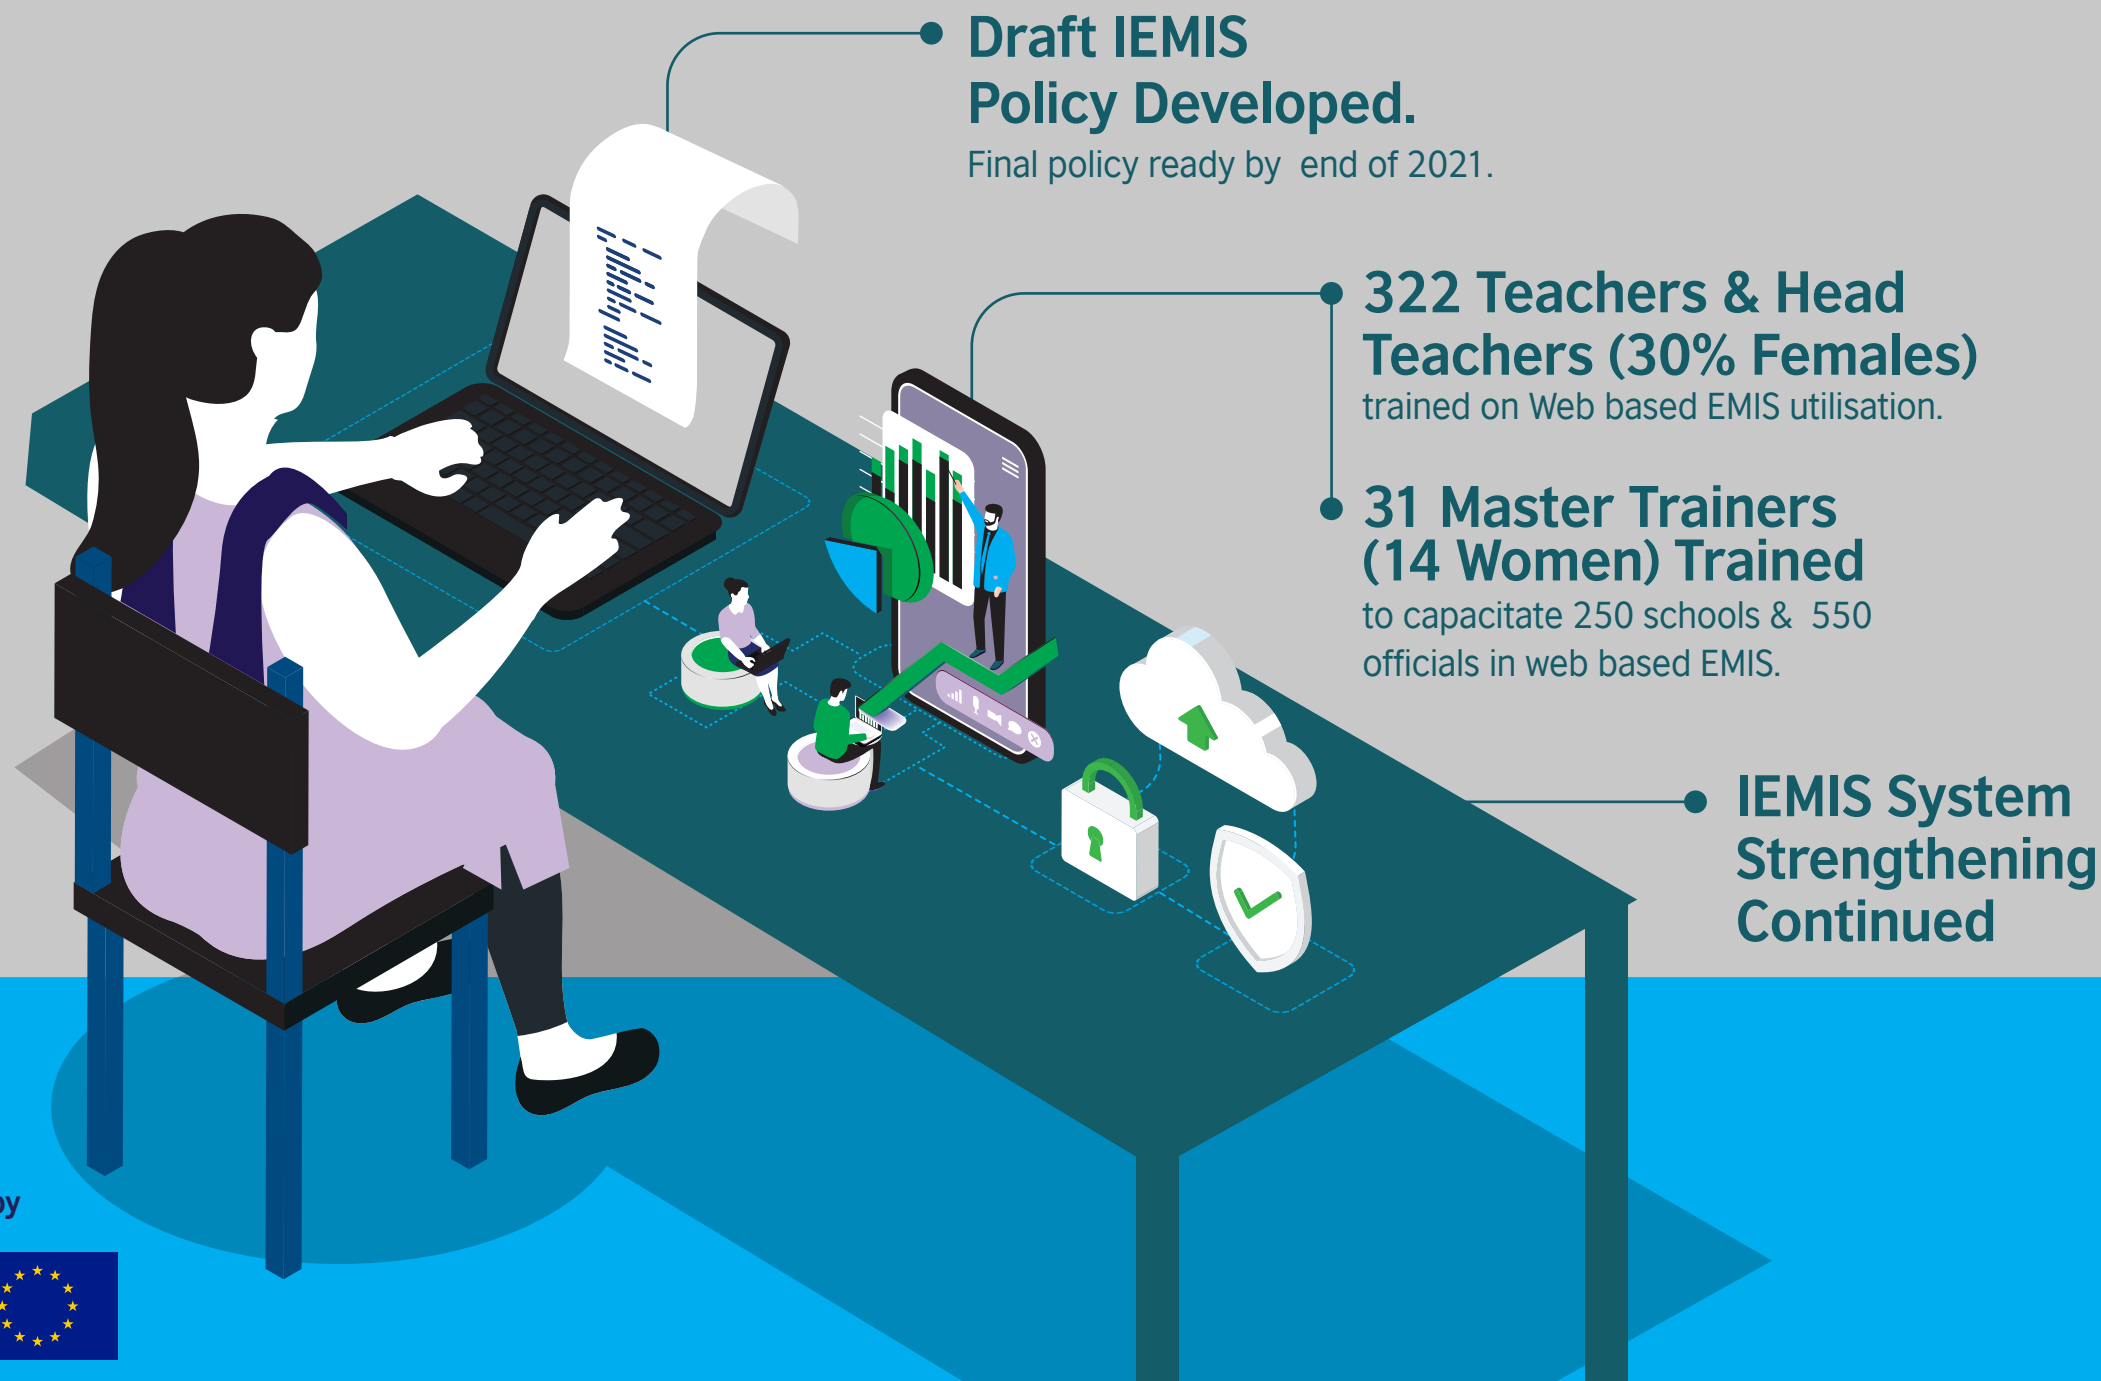 Draft IEMIS
Policy Developed.
Final policy ready by end of 2021.
322 Teachers & Head
Teachers (30% Females)
trained on Web based EMIS utilisation.
31 Master Trainers
(14 Women) Trained
to capacitate 250 schools & 550
officials in web based EMIS.
IEMIS System
Strengthening
Continued
by